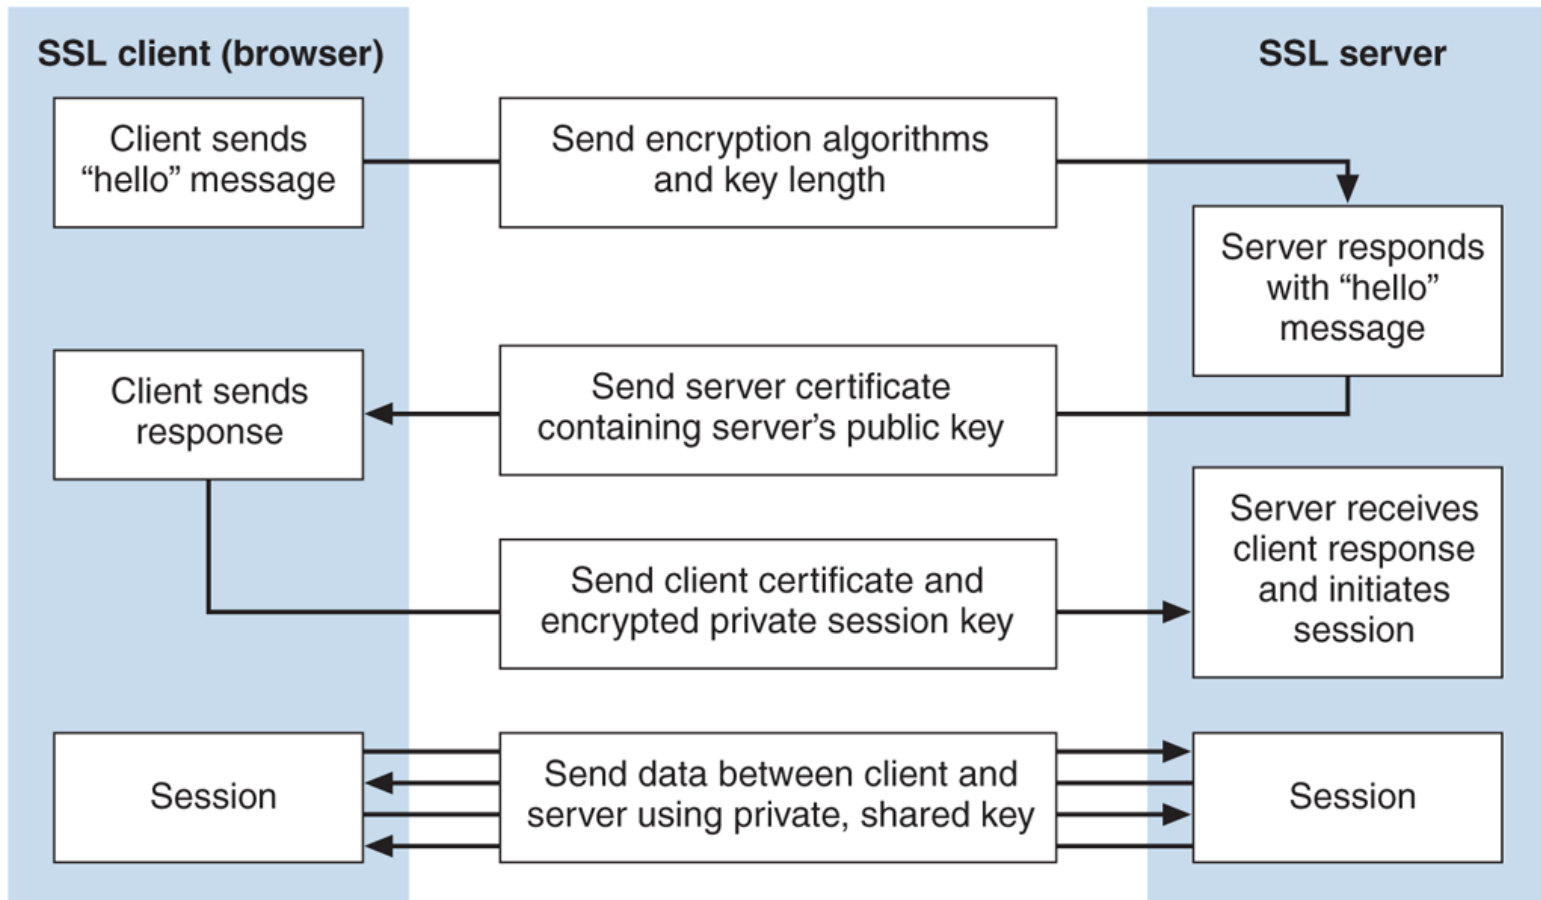 SSL client (browser)
SSL server
Client sends
“hello” message
Send encryption algorithms
and key length
Server responds
with “hello”
message
Send server certificate
containing server’s public key
Client sends
response
Send client certificate and
encrypted private session key
Server receives
client response
and initiates
session
Session
Send data between client and
server using private, shared key
Session